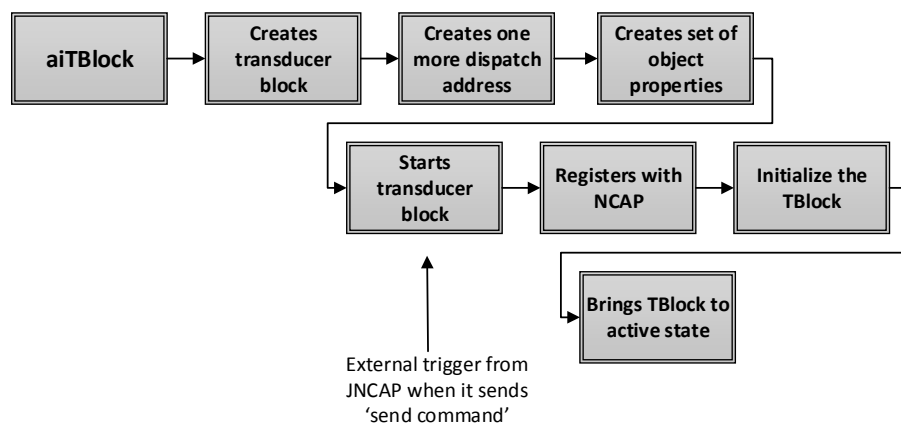 aiTBlock
Creates
transducer
block
Creates one
more dispatch
address
Creates set of
object
properties
Starts
transducer
block
Registers with
NCAP
Initialize the
TBlock
Brings TBlock to
active state
External trigger from
JNCAP when it sends
‘send command’